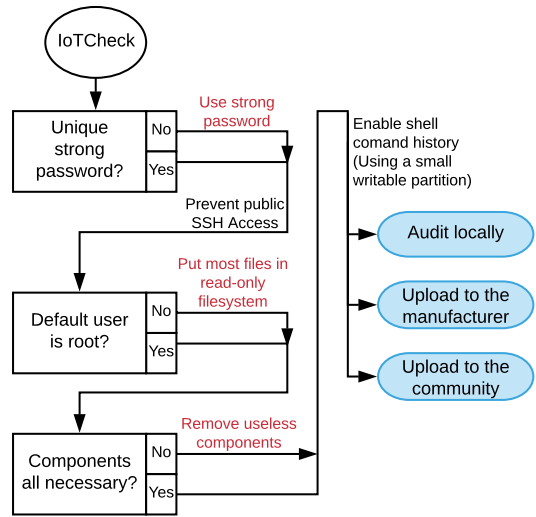 IoTCheck
Unique
strong
password?
No
Yes
Use strong
password
Prevent public
SSH Access
Default user
is root?
No
Yes
Put most files in
read-only
filesystem
Components
all necessary?
No
Yes
Remove useless
components
Enable shell
comand history
(Using a small
writable partition)
Audit locally
Upload to the
manufacturer
Upload to the
community